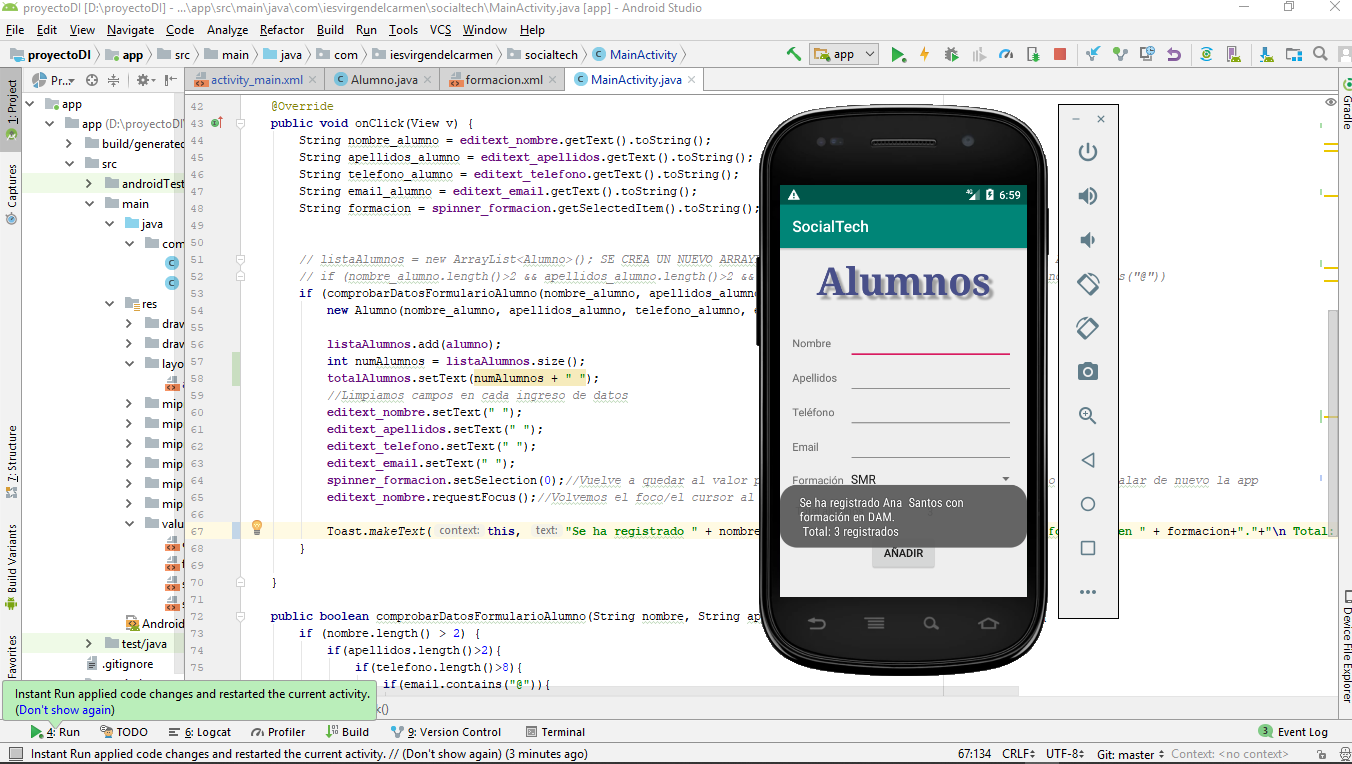 proyectoDI [D:\proyectoDI] - ...\app\src\main\java\com\iesvirgendelcarmen\socialtech\MainActivity.java [app] - Android Studio
File Edit View Navigate Code Analyze Refactor Build Run Tools VCS Window Help
proyectoDI app src main java com iesvirgendelcarmen socialtech MainActivity app
Pr... activity_main.xml Alumno.java formacion.xml MainActivity.java
1: Project
Captures
7: Structure
Build Variants
Favorites
app
app (D:\proyectoDI
build/generated
src
androidTest
main
java
com
res
draw
draw
layo
mip
mip
mip
mip
mip
mip
valu
Android
test/java
.gitignore
42 @Override
43 public void onClick(View v) {
44 String nombre_alumno = editext_nombre.getText().toString();
45 String apellidos_alumno = editext_apellidos.getText().toString();
46 String telefono_alumno = editext_telefono.getText().toString();
47 String email_alumno = editext_email.getText().toString();
48 String formacion = spinner_formacion.getSelectedItem().toString();
49
50
51 // listaAlumnos = new ArrayList<Alumno>(); SE CREA UN NUEVO ARRAY
52 // if (nombre_alumno.length()>2 && apellidos_alumno.length()>2 && ("@"))
53 if (comprobarDatosFormularioAlumno(nombre_alumno, apellidos_alumno
54 new Alumno(nombre_alumno, apellidos_alumno, telefono_alumno,
55
56 listaAlumnos.add(alumno);
57 int numAlumnos = listaAlumnos.size();
58 totalAlumnos.setText(numAlumnos + " ");
59 //Limpiamos campos en cada ingreso de datos
60 editext_nombre.setText(" ");
61 editext_apellidos.setText(" ");
62 editext_telefono.setText(" ");
63 editext_email.setText(" ");
64 spinner_formacion.setSelection(0);//Vuelve a quedar al valor alar de nuevo la app
65 editext_nombre.requestFocus();//Volvemos el foco/el cursor al
66
67 Toast.makeText( context: this, text: "Se ha registrado " + nombre en " + formacion+"."+"\n Total:
68 }
69
70 }
71
72 public boolean comprobarDatosFormularioAlumno(String nombre, String ap {
73 if (nombre.length() > 2) {
74 if(apellidos.length()>2){
75 if(telefono.length()>8){
if(email.contains("@")){
4G 6:59
SocialTech
Alumnos
Nombre
Apellidos
Teléfono
Email
Formación SMR
Se ha registrado Ana Santos con
formación en DAM.
Total: 3 registrados
AÑADIR
Gradle
Device File Explorer
Instant Run applied code changes and restarted the current activity.
(Don't show again)
4: Run TODO 6: Logcat Profiler Build 9: Version Control Terminal 3 Event Log
Instant Run applied code changes and restarted the current activity. // (Don't show again) (3 minutes ago) 67:134 CRLF UTF-8 Git: master Context: <no context>